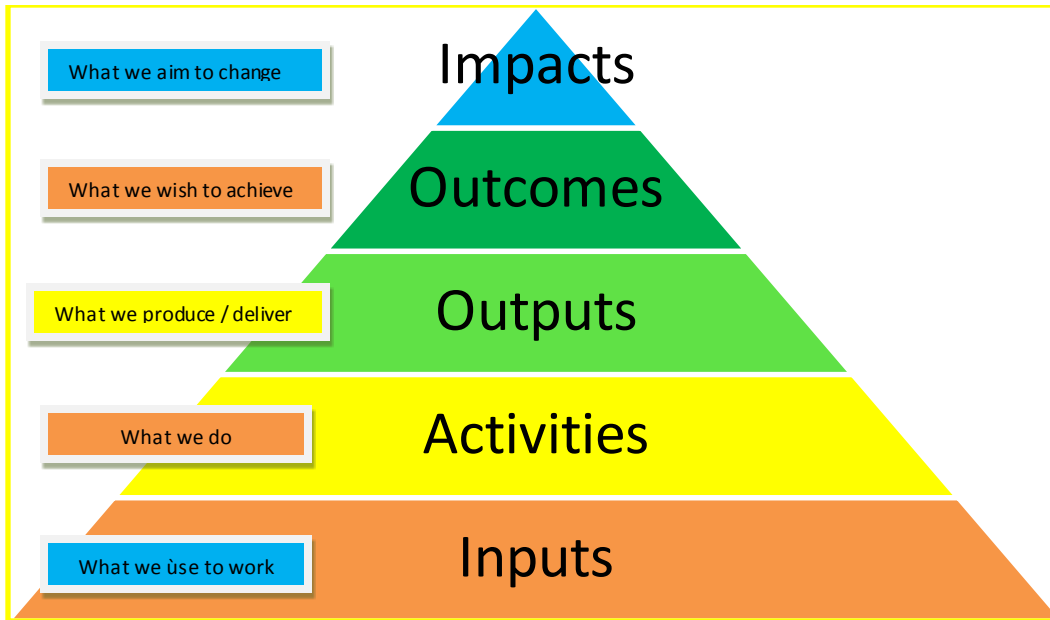 What we aim to change
Impacts
What we wish to achieve
Outcomes
What we produce / deliver
Outputs
What we do
Activities
What we ùse to work
Inputs